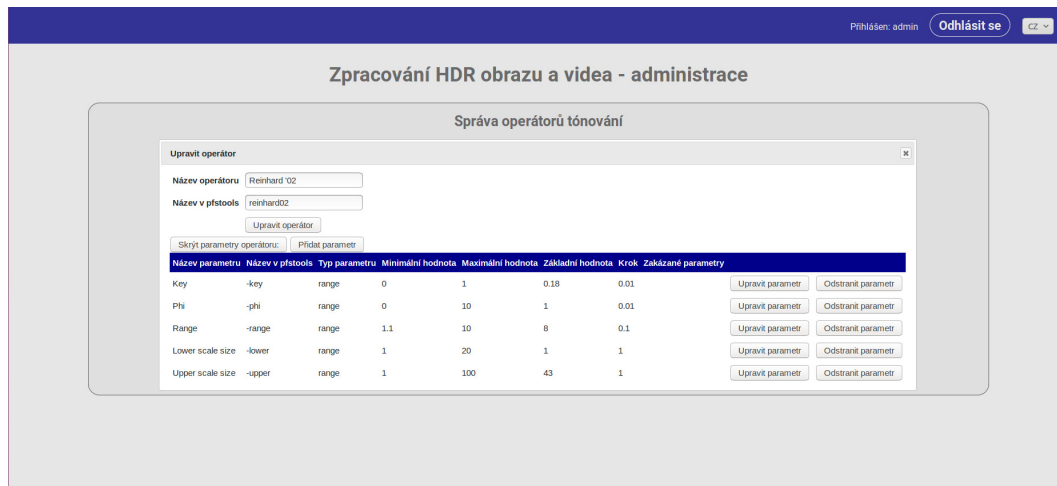 Přihlášen: admin Odhlásit se CZ
Zpracování HDR obrazu a videa - administrace
Správa operátorů tónování
Upravit operátor
Název operátoru Reinhard '02
Název v pfstools reinhard02
Upravit operátor
Skrýt parametry operátoru: Přidat parametr
Název parametru Název v pfstools Typ parametru Minimální hodnota Maximální hodnota Základní hodnota Krok Zakázané parametry
Key -key range 0 1 0.18 0.01 Upravit parametr Odstranit parametr
Phi -phi range 0 10 1 0.01 Upravit parametr Odstranit parametr
Range -range range 1.1 10 8 0.1 Upravit parametr Odstranit parametr
Lower scale size -lower range 1 20 1 1 Upravit parametr Odstranit parametr
Upper scale size -upper range 1 100 43 1 Upravit parametr Odstranit parametr